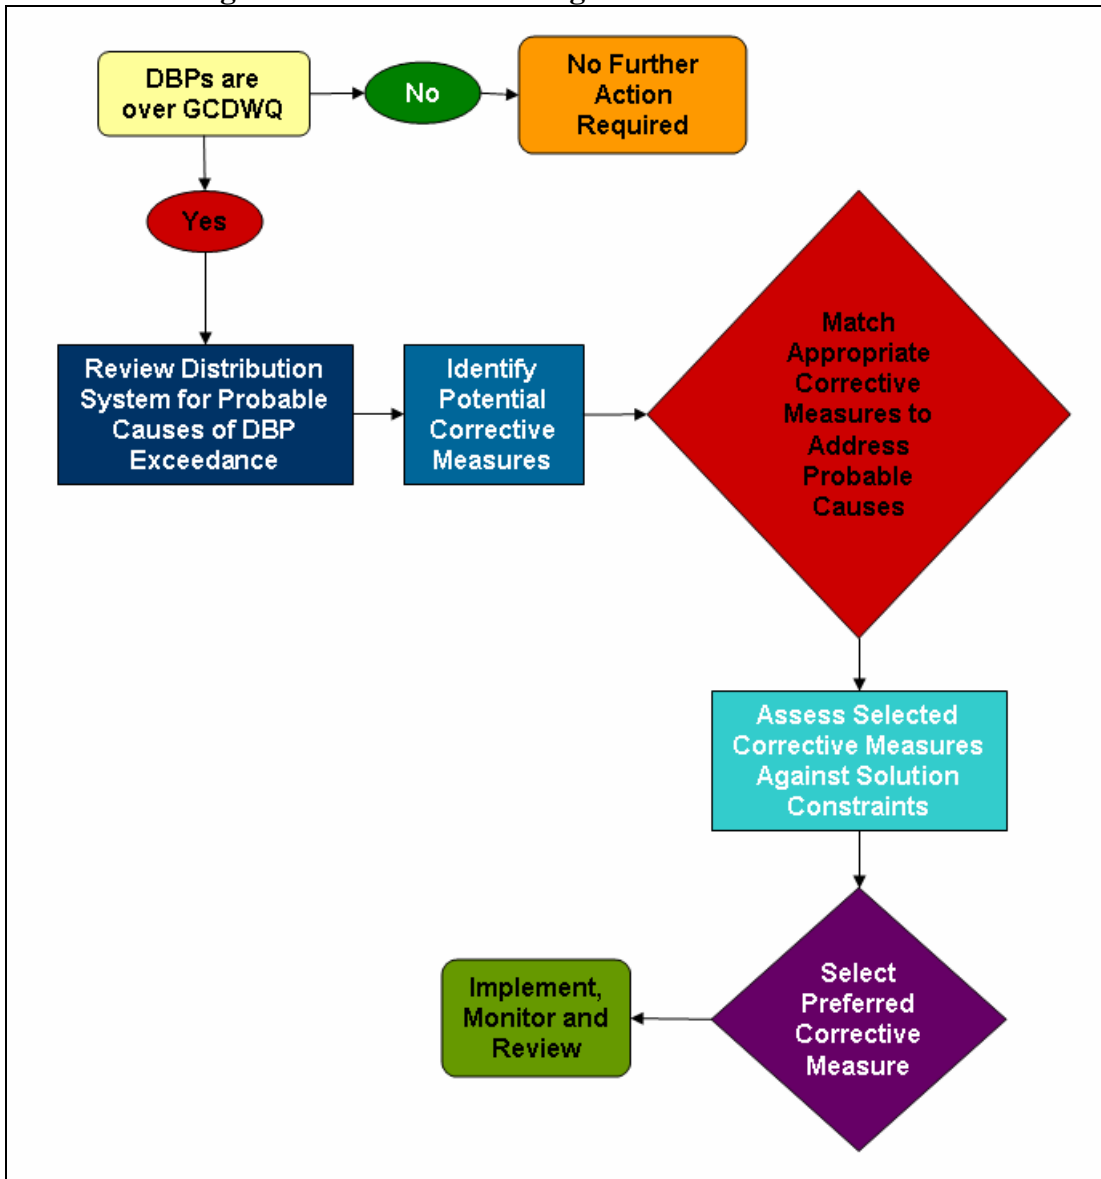 DBPs are
over GCDWQ
No
No Further
Action
Required
Yes
Review Distribution
System for Probable
Causes of DBP
Exceedance
Identify
Potential
Corrective
Measures
Match
Appropriate
Corrective
Measures to
Address
Probable
Causes
Assess Selected
Corrective Measures
Against Solution
Constraints
Select
Preferred
Corrective
Measure
Implement,
Monitor and
Review